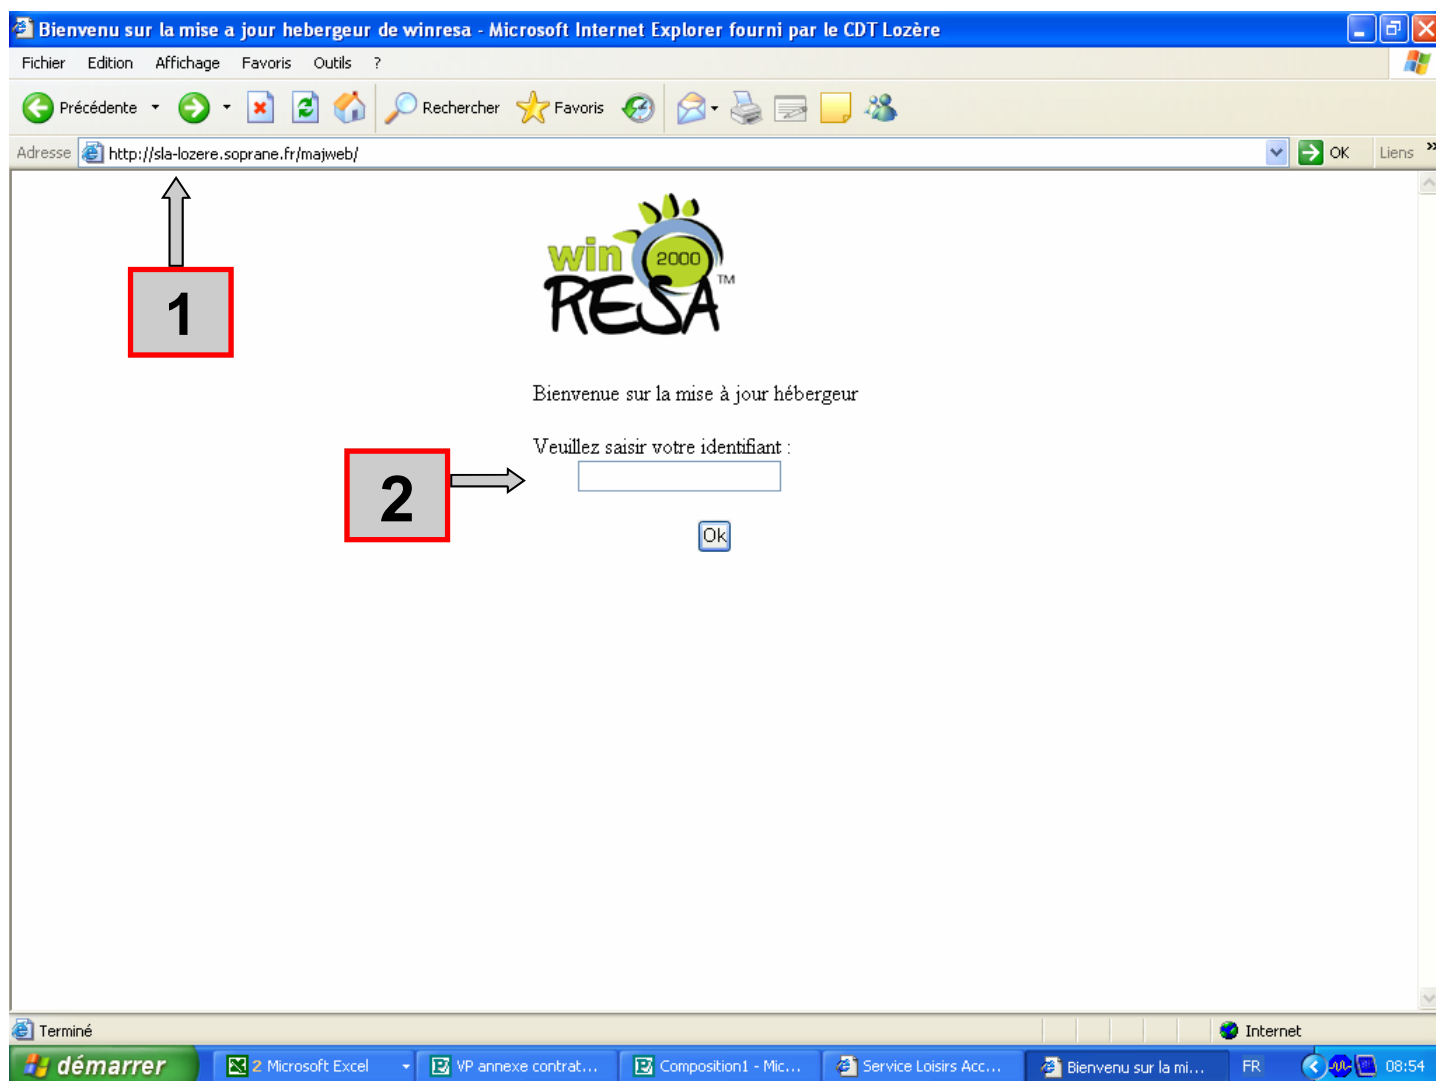 Bienvenu sur la mise a jour hebergeur de winresa - Microsoft Internet Explorer fourni par le CDT Lozère
Fichier Edition Affichage Favoris Outils ?
Précédente Rechercher Favoris
Adresse http://sla-lozere.soprane.fr/majweb/ OK Liens »
win 2000
RESA TM
1
Bienvenue sur la mise à jour hébergeur
Veuillez saisir votre identifiant :
2
Ok
Terminé Internet
démarrer 2 Microsoft Excel VP annexe contrat... Composition1 - Mic... Service Loisirs Acc... Bienvenu sur la mi... FR 08:54